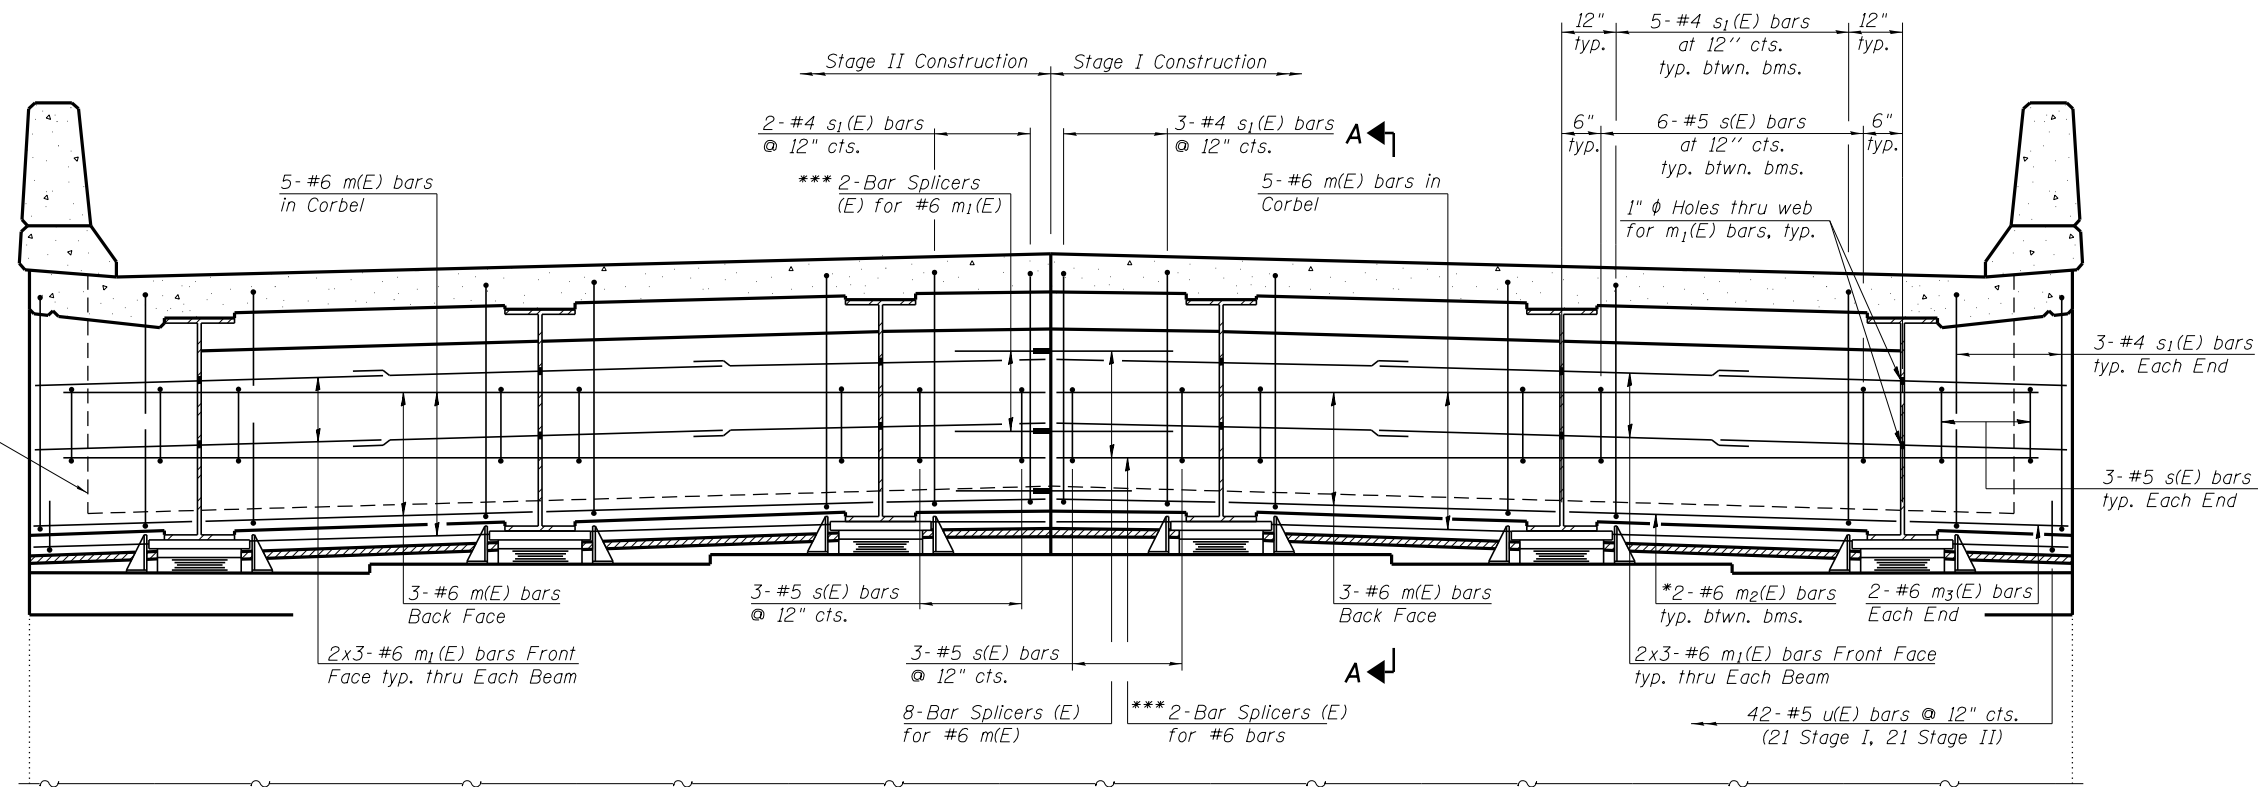 12"
typ.
5-#4 s1(E) bars
at 12" cts.
typ. btwn. bms.
12"
typ.
Stage II Construction
Stage I Construction
2-#4 s1(E) bars
@ 12" cts.
3-#4 s1(E) bars
@ 12" cts.
A
6"
typ.
6-#5 s(E) bars
at 12" cts.
typ. btwn. bms.
6"
typ.
5-#6 m(E) bars
in Corbel
*** 2-Bar Splicers
(E) for #6 m1(E)
5-#6 m(E) bars in
Corbel
1" ϕ Holes thru web
for m1(E) bars, typ.
3-#4 s1(E) bars
typ. Each End
3-#5 s(E) bars
typ. Each End
3-#6 m(E) bars
Back Face
3-#5 s(E) bars
@ 12" cts.
3-#6 m(E) bars
Back Face
*2-#6 m2(E) bars
typ. btwn. bms.
2-#6 m3(E) bars
Each End
2x3-#6 m1(E) bars Front
Face typ. thru Each Beam
3-#5 s(E) bars
@ 12" cts.
A
2x3-#6 m1(E) bars Front Face
typ. thru Each Beam
8-Bar Splicers (E)
for #6 m(E)
*** 2-Bar Splicers (E)
for #6 bars
42-#5 u(E) bars @ 12" cts.
(21 Stage I, 21 Stage II)